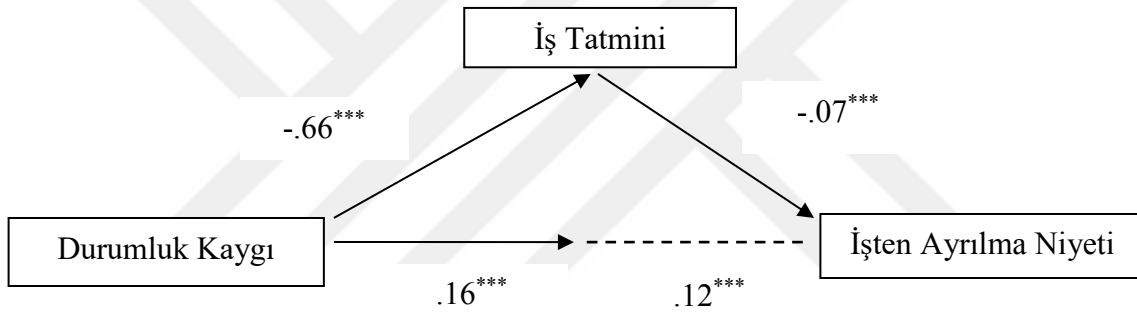 İş Tatmini
-.66***
-.07***
Durumluk Kaygı
İşten Ayrılma Niyeti
.16***
.12***